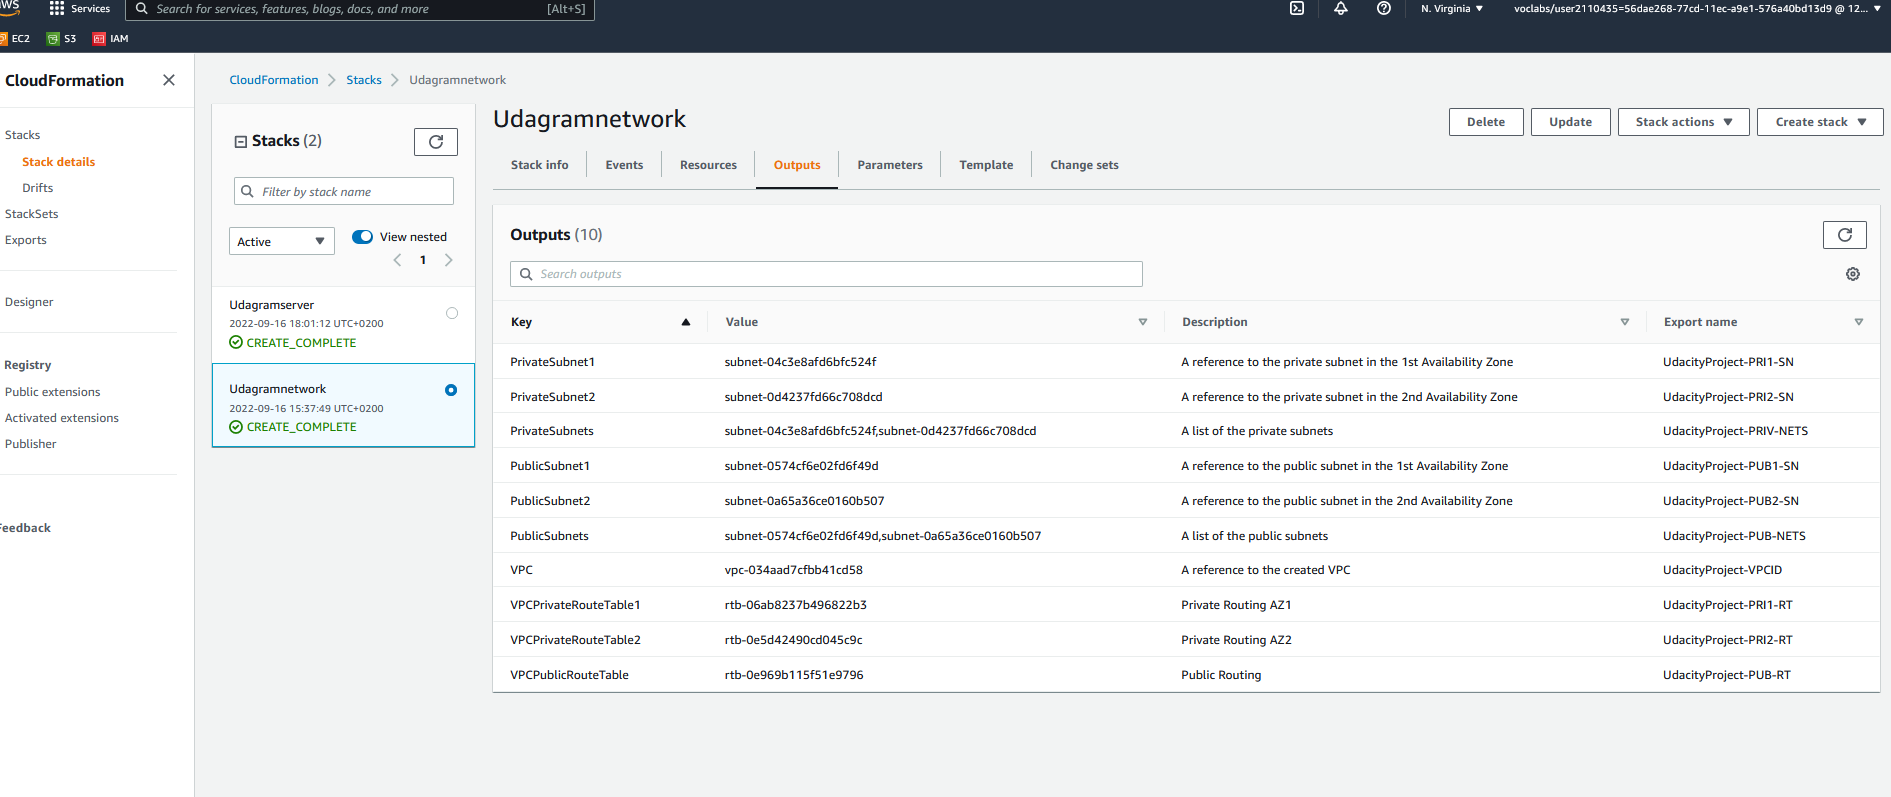 aws
Services
Search for services, features, blogs, docs, and more
[Alt+S]
N. Virginia ▼
voclabs/user2110435=56dae268-77cd-11ec-a9e1-576a40bd13d9 @ 12... ▼
EC2
S3
IAM
CloudFormation
Stacks
Stack details
Drifts
StackSets
Exports
Designer
Registry
Public extensions
Activated extensions
Publisher
Feedback
CloudFormation > Stacks > Udagramnetwork
Stacks (2)
Filter by stack name
Active
View nested
1
Udagramserver
2022-09-16 18:01:12 UTC+0200
CREATE_COMPLETE
Udagramnetwork
2022-09-16 15:37:49 UTC+0200
CREATE_COMPLETE
Udagramnetwork
Delete
Update
Stack actions
Create stack
Stack info
Events
Resources
Outputs
Parameters
Template
Change sets
Outputs (10)
Search outputs
Key Value Description Export name
PrivateSubnet1 subnet-04c3e8afd6bfc524f A reference to the private subnet in the 1st Availability Zone UdacityProject-PRI1-SN
PrivateSubnet2 subnet-0d4237fd66c708dcd A reference to the private subnet in the 2nd Availability Zone UdacityProject-PRI2-SN
PrivateSubnets subnet-04c3e8afd6bfc524f,subnet-0d4237fd66c708dcd A list of the private subnets UdacityProject-PRIV-NETS
PublicSubnet1 subnet-0574cf6e02fd6f49d A reference to the public subnet in the 1st Availability Zone UdacityProject-PUB1-SN
PublicSubnet2 subnet-0a65a36ce0160b507 A reference to the public subnet in the 2nd Availability Zone UdacityProject-PUB2-SN
PublicSubnets subnet-0574cf6e02fd6f49d,subnet-0a65a36ce0160b507 A list of the public subnets UdacityProject-PUB-NETS
VPC vpc-034aad7cfbb41cd58 A reference to the created VPC UdacityProject-VPCID
VPCPrivateRouteTable1 rtb-06ab8237b496822b3 Private Routing AZ1 UdacityProject-PRI1-RT
VPCPrivateRouteTable2 rtb-0e5d42490cd045c9c Private Routing AZ2 UdacityProject-PRI2-RT
VPCPublicRouteTable rtb-0e969b115f51e9796 Public Routing UdacityProject-PUB-RT